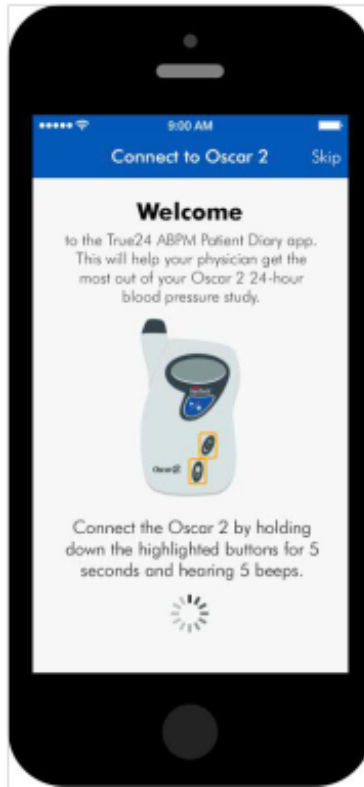 9:00 AM
Connect to Oscar 2
Skip
Welcome
to the True24 ABPM Patient Diary app.
This will help your physician get the
most out of your Oscar 2 24-hour
blood pressure study.
Oscar2
Connect the Oscar 2 by holding
down the highlighted buttons for 5
seconds and hearing 5 beeps.